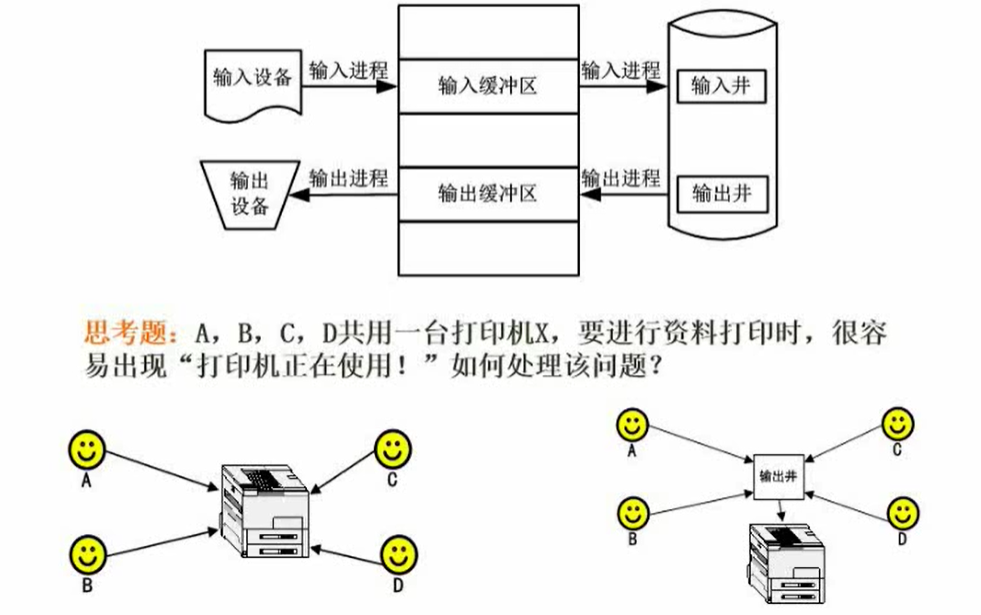 输入设备
输入进程
输入缓冲区
输入进程
输入井
输出
设备
输出进程
输出缓冲区
输出进程
输出井
思考题：A，B，C，D共用一台打印机X，要进行资料打印时，很容
易出现“打印机正在使用！”如何处理该问题？
A
C
B
D
A
C
输出井
B
D